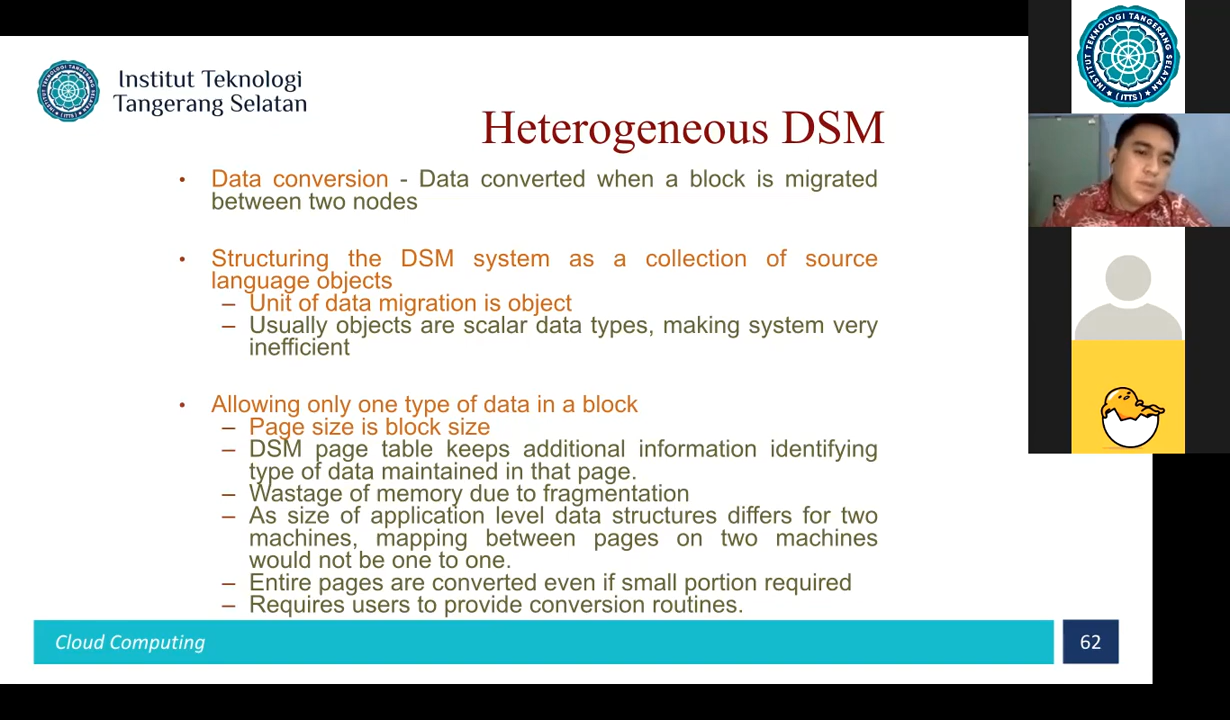 Institut Teknologi
Tangerang Selatan
Heterogeneous DSM
• Data conversion - Data converted when a block is migrated
between two nodes
• Structuring the DSM system as a collection of source
language objects
– Unit of data migration is object
– Usually objects are scalar data types, making system very
inefficient
• Allowing only one type of data in a block
– Page size is block size
– DSM page table keeps additional information identifying
type of data maintained in that page.
– Wastage of memory due to fragmentation
– As size of application level data structures differs for two
machines, mapping between pages on two machines
would not be one to one.
– Entire pages are converted even if small portion required
– Requires users to provide conversion routines.
Cloud Computing
62
INSTITUT TEKNOLOGI TANGERANG SELATAN
(ITTS)